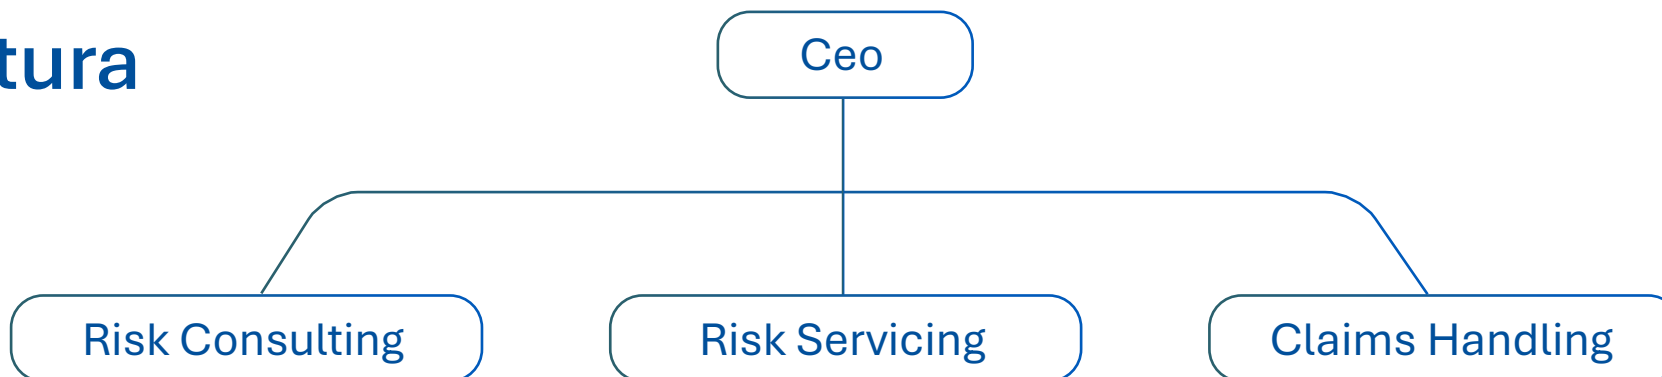 tura
Ceo
Risk Consulting
Risk Servicing
Claims Handling